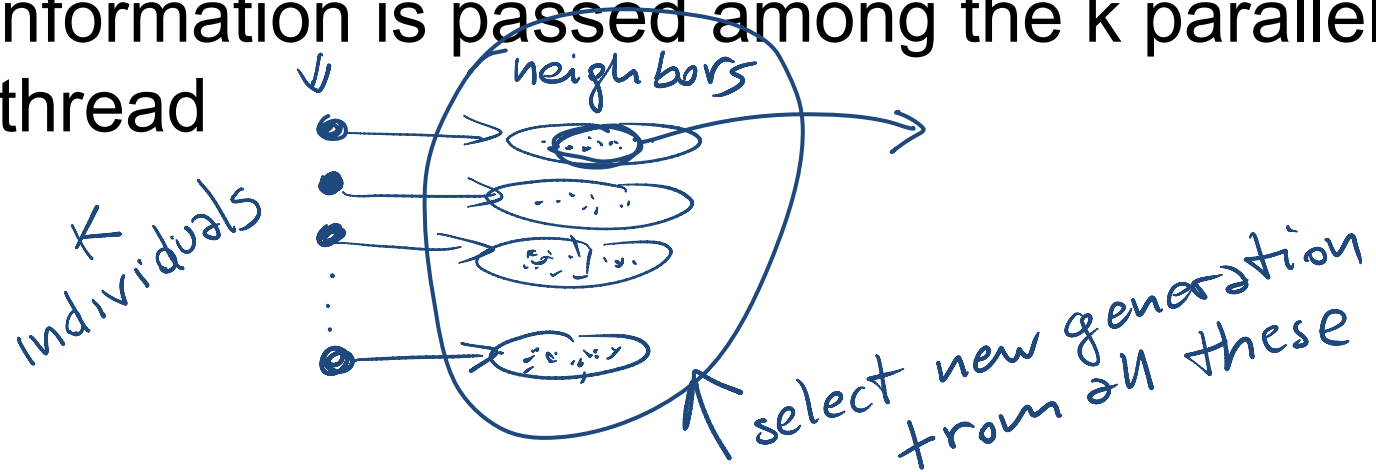 nformation is passed among the k parallel
thread
neighbors
K
individuals
select new generation
from all these